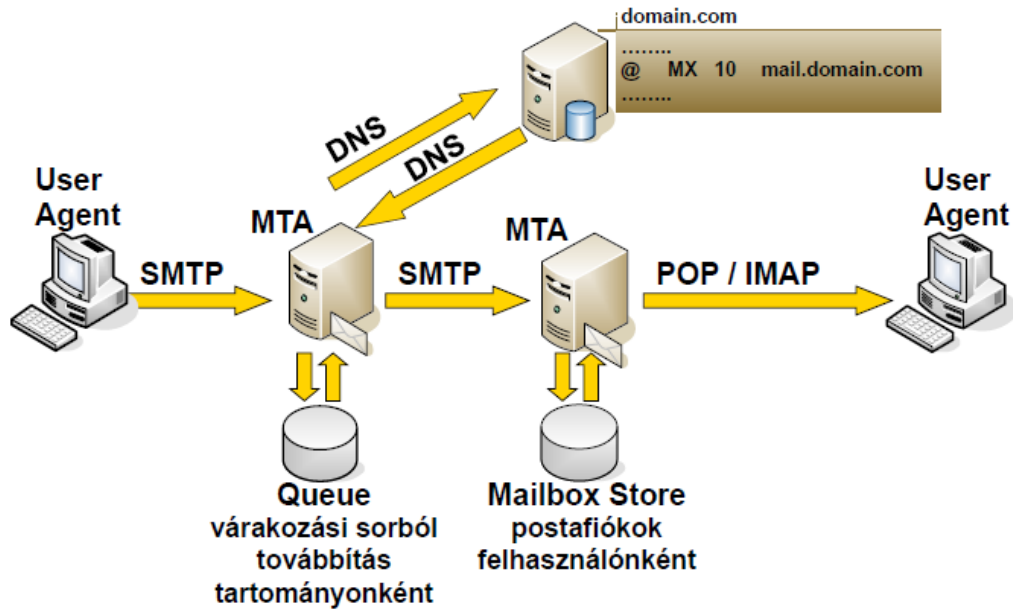 domain.com
........
@ MX 10 mail.domain.com
........
DNS
DNS
User
Agent
MTA
SMTP
SMTP
MTA
POP / IMAP
User
Agent
Queue
várakozási sorból
továbbítás
tartományonként
Mailbox Store
postafiókok
felhasználónként